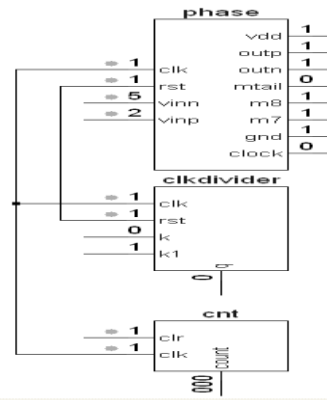 phase
1 clk vdd 1
1 rst outp 1
5 vinn outn 1
2 vinp mtail 0
m8 1
m7 1
gnd 1
clock 0
clkdivider
1 clk
1 rst
0 k
1 k1
q
0
cnt
1 clr
1 clk
count
000